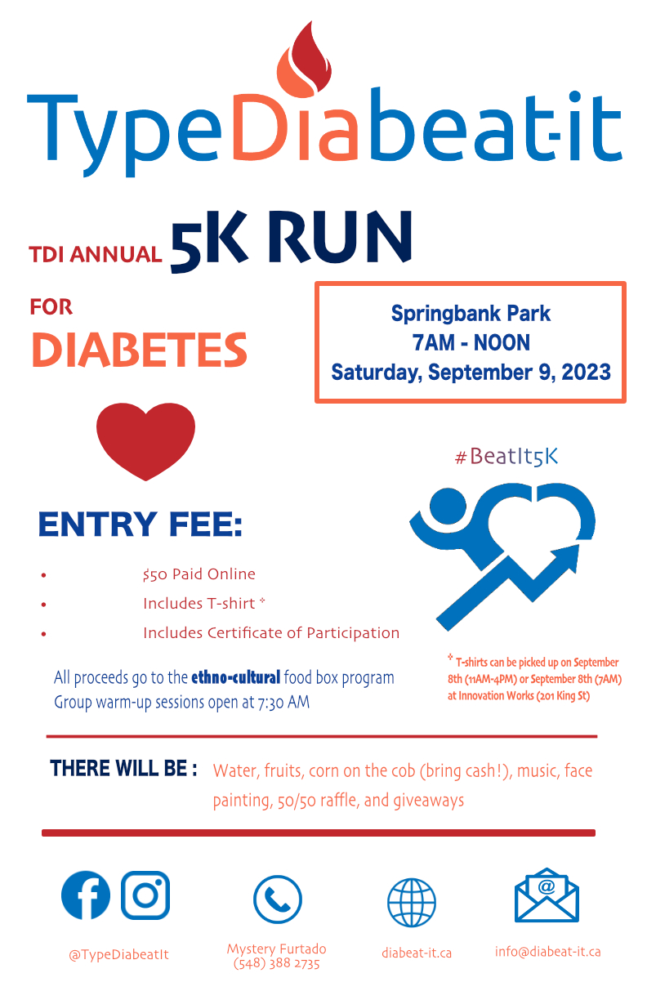 TypeDiabeat-it
TDI ANNUAL 5K RUN
FOR
DIABETES
Springbank Park
7AM - NOON
Saturday, September 9, 2023
#BeatIt5K
ENTRY FEE:
• $50 Paid Online
• Includes T-shirt †
• Includes Certificate of Participation
All proceeds go to the ethno-cultural food box program
Group warm-up sessions open at 7:30 AM
† T-shirts can be picked up on September
8th (11AM-4PM) or September 8th (7AM)
at Innovation Works (201 King St)
THERE WILL BE : Water, fruits, corn on the cob (bring cash!), music, face
painting, 50/50 raffle, and giveaways
@
@TypeDiabeatIt
Mystery Furtado
(548) 388 2735
diabeat-it.ca
info@diabeat-it.ca